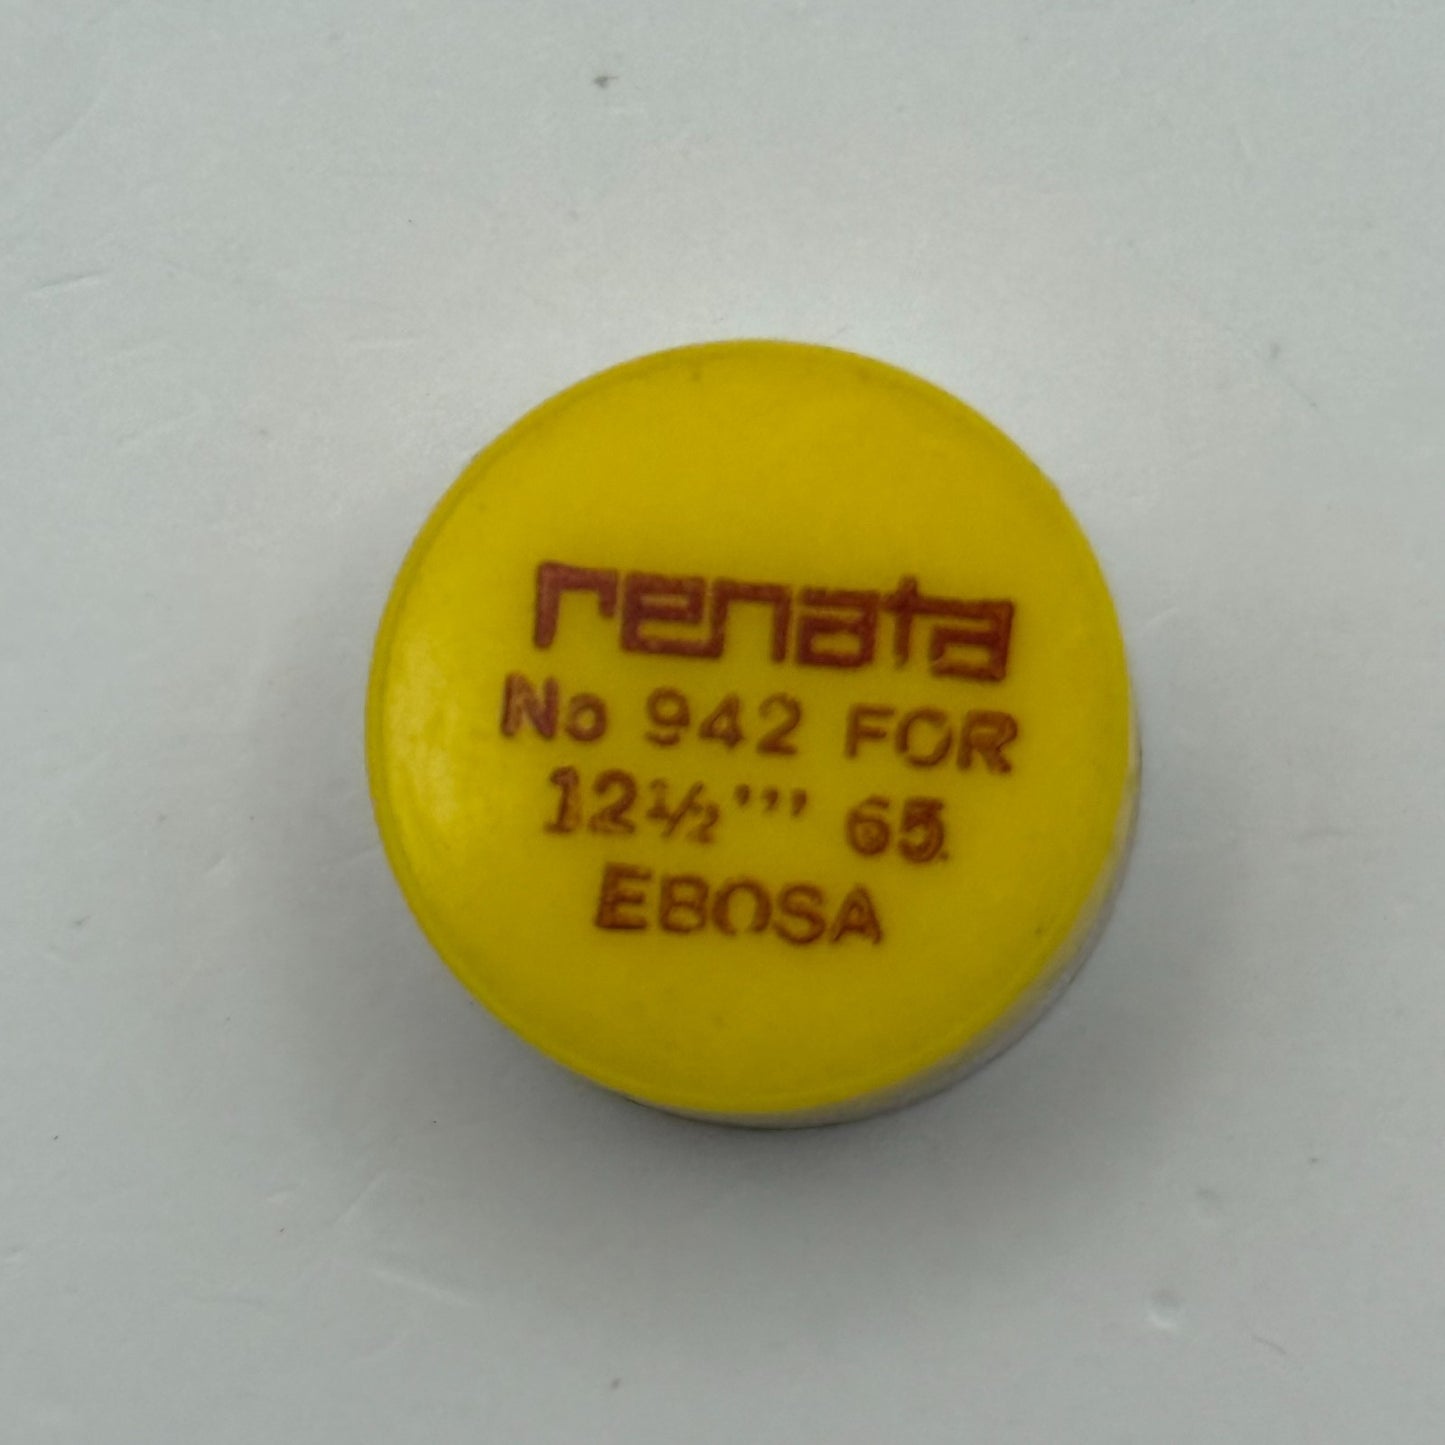 renata
No 942 FOR
12½''' 65.
EBOSA